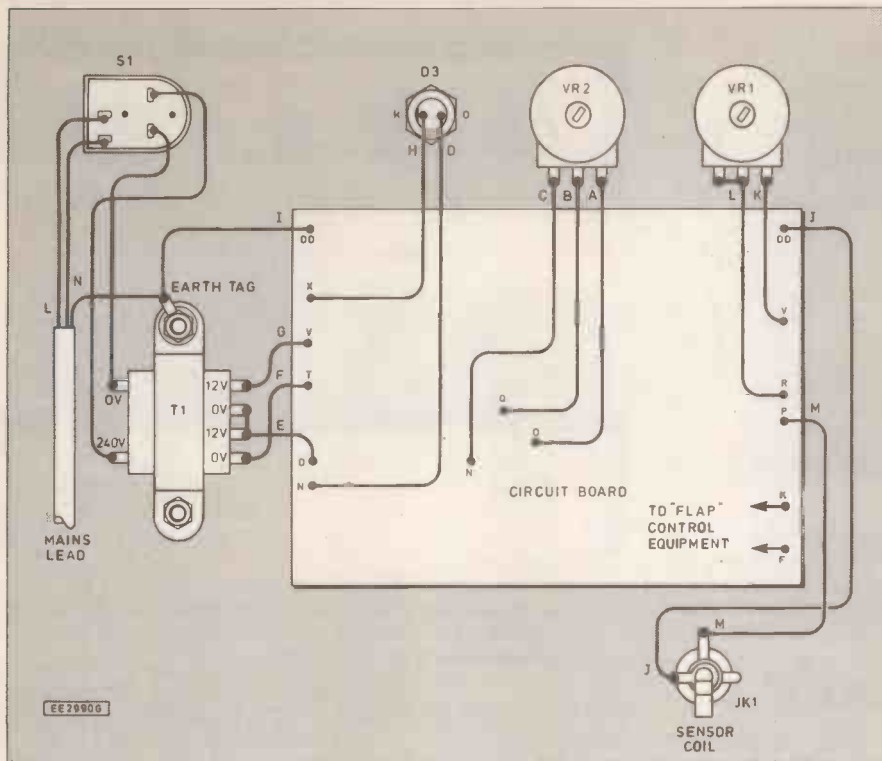 S1
D3
VR2
VR1
k
a
H
D
C
B
A
L
K
I
DD
DD
J
N
EARTH TAG
L
X
G
V
V
F
T
R
0V
12V
P
M
T1
0V
E
Q
12V
O
240V
0V
D
N
N
CIRCUIT BOARD
K
TO "FLAP"
CONTROL
EQUIPMENT
F
MAINS
LEAD
M
J
JK1
EE2990G
SENSOR
COIL